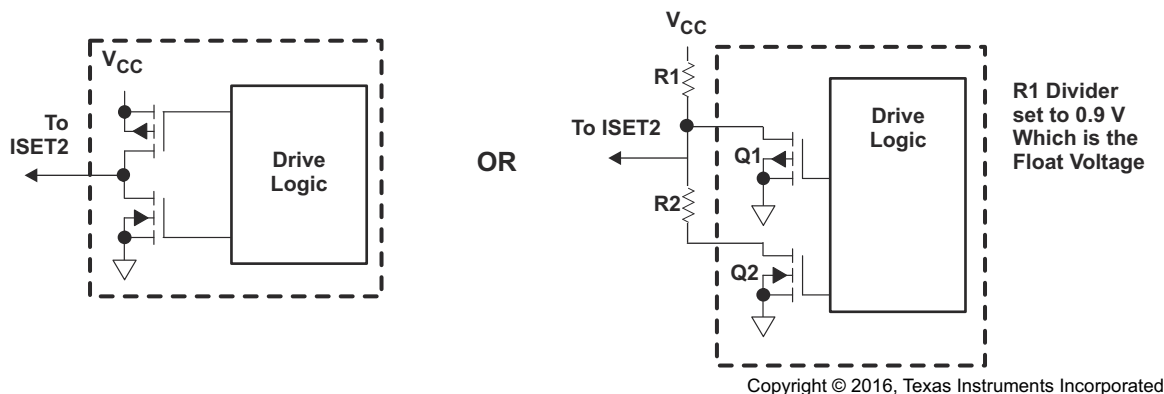 VCC
To
ISET2
Drive
Logic
OR
VCC
R1
To ISET2
Q1
R2
Q2
Drive
Logic
R1 Divider
set to 0.9 V
Which is the
Float Voltage
Copyright © 2016, Texas Instruments Incorporated